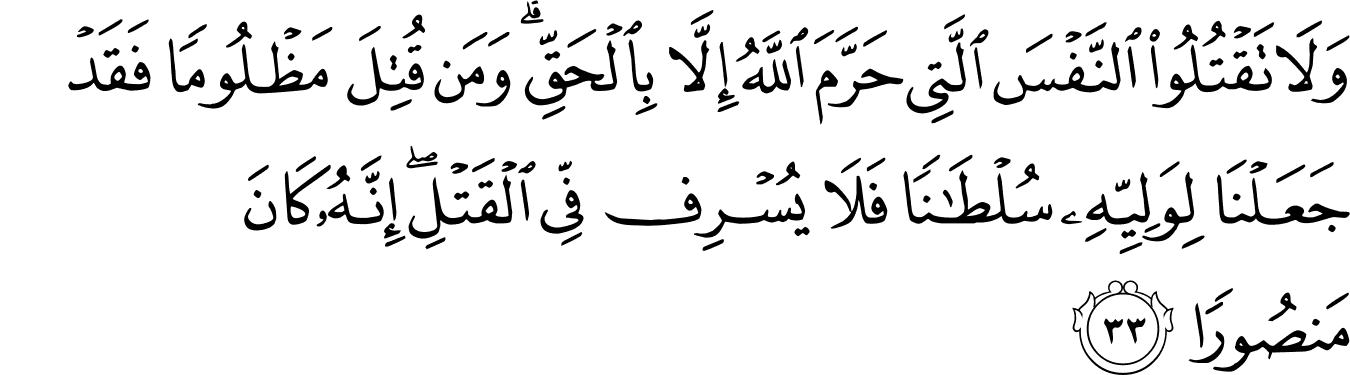 وَلَا تَقْتُلُوا۟ ٱلنَّفْسَ ٱلَّتِى حَرَّمَ ٱللَّهُ إِلَّا بِٱلْحَقِّ ۗ وَمَن قُتِلَ مَظْلُومًا فَقَدْ
جَعَلْنَا لِوَلِيِّهِۦ سُلْطَـٰنًا فَلَا يُسْرِف فِّى ٱلْقَتْلِ ۖ إِنَّهُۥ كَانَ
مَنصُورًا ٣٣